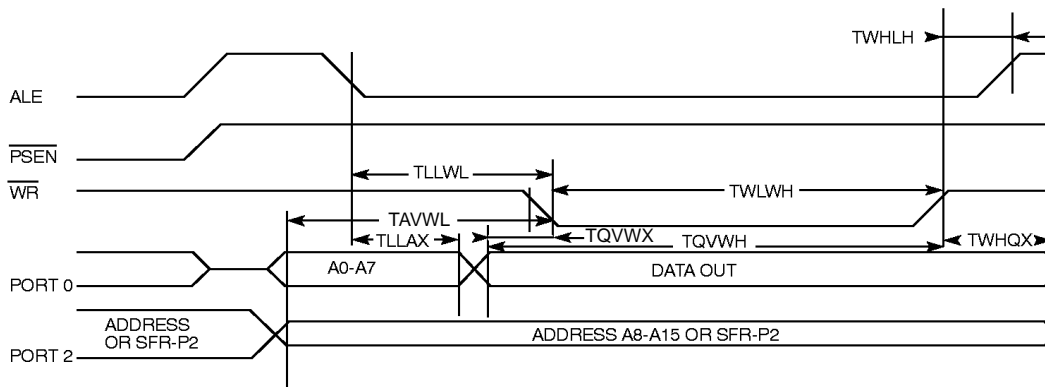 TWHLH
ALE
PSEN
TLLWL
WR
TWLWH
TAVWL
TQVWX
TLLAX
TQVWH
TWHQX
A0-A7
DATA OUT
PORT 0
ADDRESS
OR SFR-P2
ADDRESS A8-A15 OR SFR-P2
PORT 2